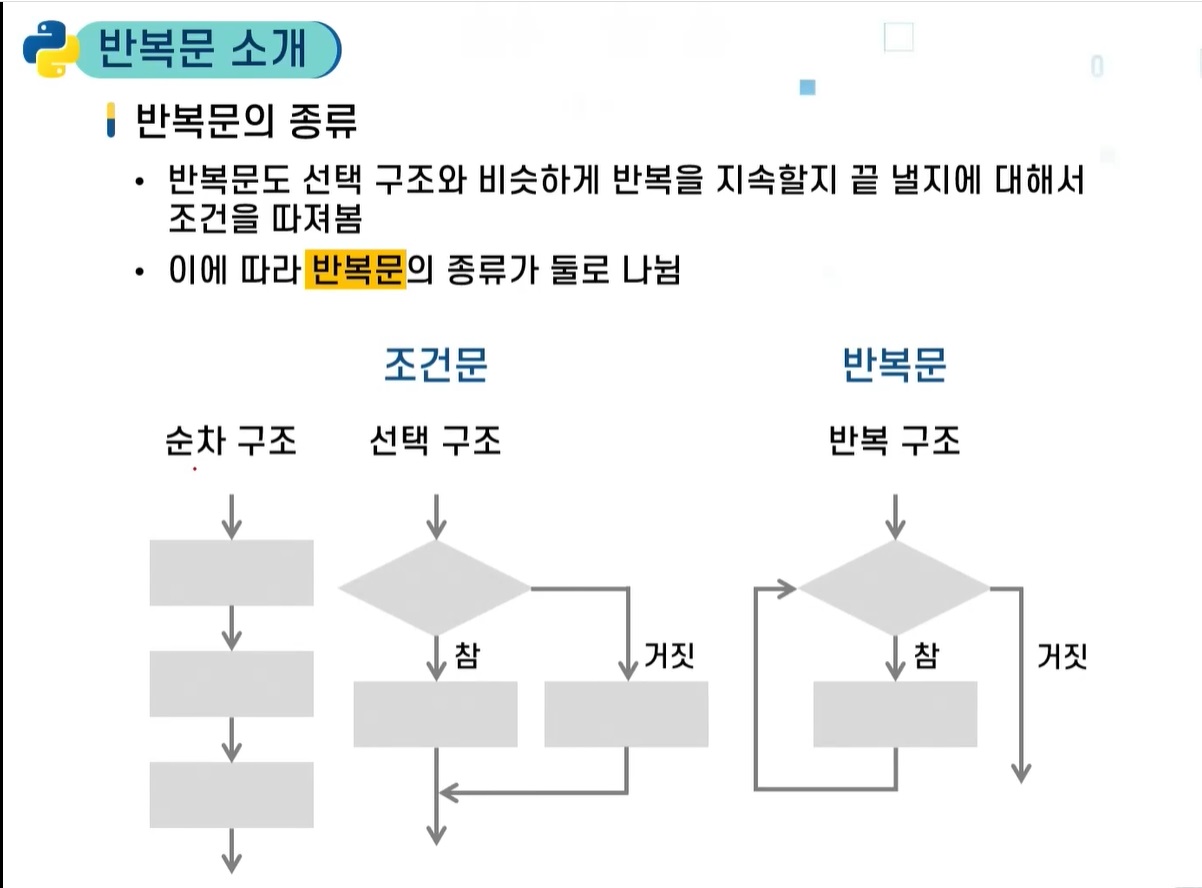 반복문 소개
반복문의 종류
• 반복문도 선택 구조와 비슷하게 반복을 지속할지 끝 낼지에 대해서
조건을 따져봄
• 이에 따라 반복문의 종류가 둘로 나뉨
조건문
반복문
순차 구조
선택 구조
반복 구조
참
거짓
참
거짓